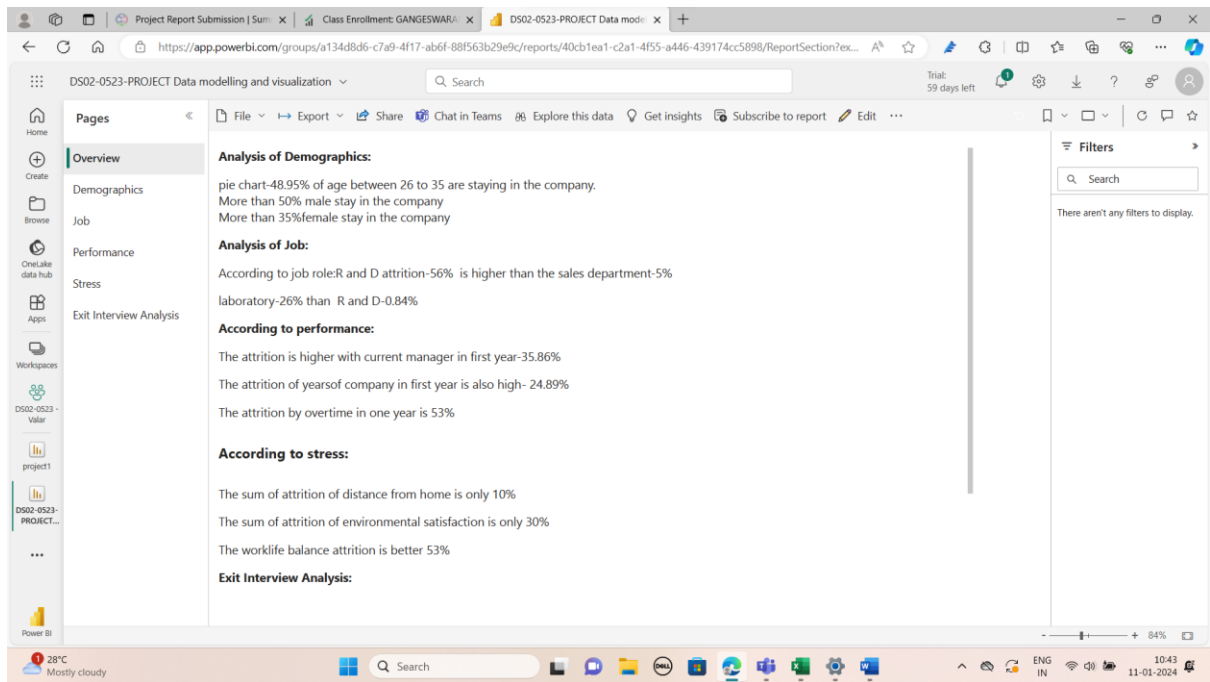 Project Report Submission | Sum
Class Enrollment: GANGESWARA
DS02-0523-PROJECT Data mode
https://app.powerbi.com/groups/a134d8d6-c7a9-4f17-ab6f-88f563b29e9c/reports/40cb1ea1-c2a1-4f55-a446-439174cc5898/ReportSection?ex...
DS02-0523-PROJECT Data modelling and visualization
Search
Trial:
59 days left
1
Home
Create
Browse
OneLake
data hub
Apps
Workspaces
DS02-0523 -
Valar
project1
DS02-0523-
PROJECT...
Power BI
Pages
Overview
Demographics
Job
Performance
Stress
Exit Interview Analysis
File
Export
Share
Chat in Teams
Explore this data
Get insights
Subscribe to report
Edit
Analysis of Demographics:
pie chart-48.95% of age between 26 to 35 are staying in the company.
More than 50% male stay in the company
More than 35%female stay in the company
Analysis of Job:
According to job role:R and D attrition-56%  is higher than the sales department-5%
laboratory-26% than  R and D-0.84%
According to performance:
The attrition is higher with current manager in first year-35.86%
The attrition of yearsof company in first year is also high- 24.89%
The attrition by overtime in one year is 53%
According to stress:
The sum of attrition of distance from home is only 10%
The sum of attrition of environmental satisfaction is only 30%
The worklife balance attrition is better 53%
Exit Interview Analysis:
Filters
Search
There aren't any filters to display.
84%
1
28°C
Mostly cloudy
Search
DELL
ENG
IN
10:43
11-01-2024